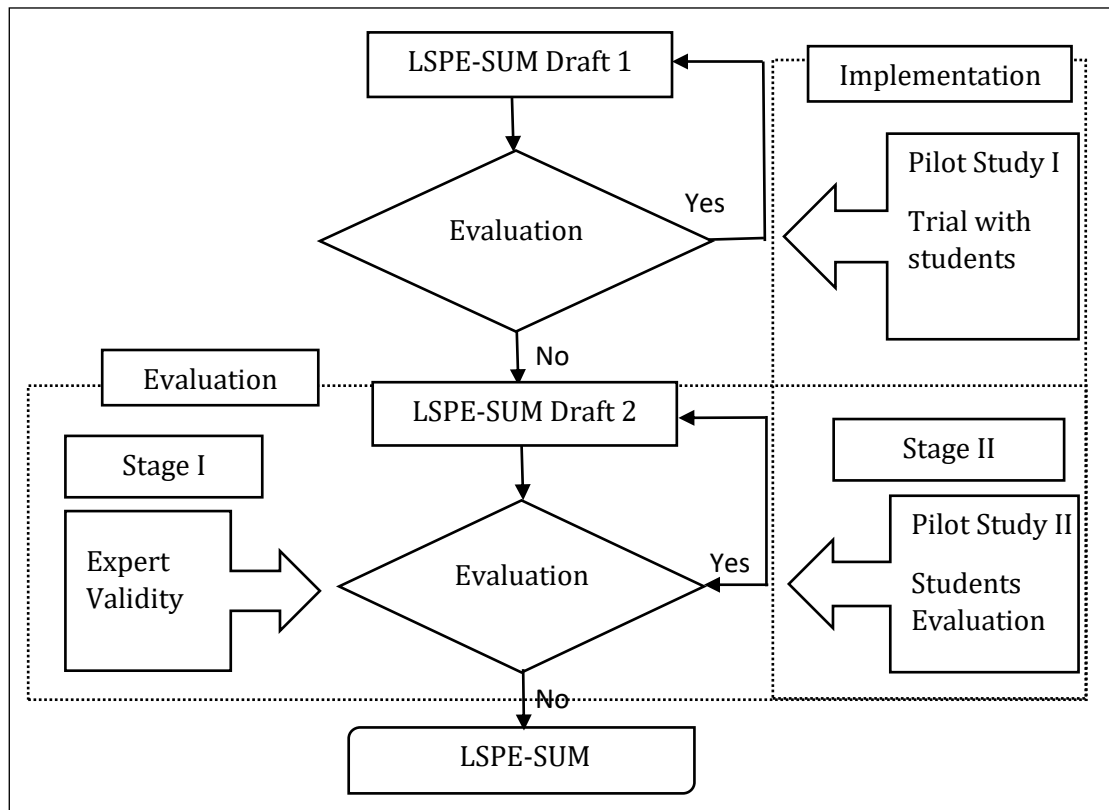 LSPE-SUM Draft 1
Implementation
Pilot Study I
Trial with
students
Yes
Evaluation
No
Evaluation
LSPE-SUM Draft 2
Stage I
Stage II
Expert
Validity
Evaluation
Yes
Pilot Study II
Students
Evaluation
No
LSPE-SUM